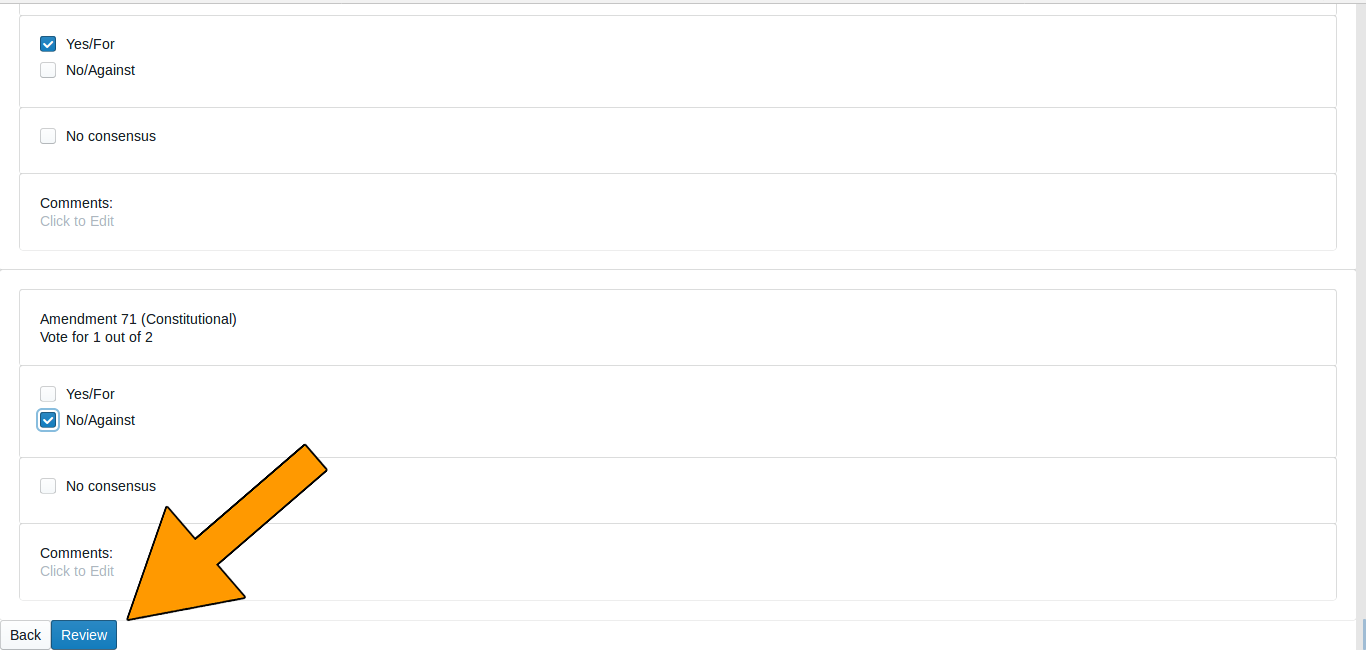 Yes/For
No/Against
No consensus
Comments:
Click to Edit
Amendment 71 (Constitutional)
Vote for 1 out of 2
Yes/For
No/Against
No consensus
Comments:
Click to Edit
Back Review